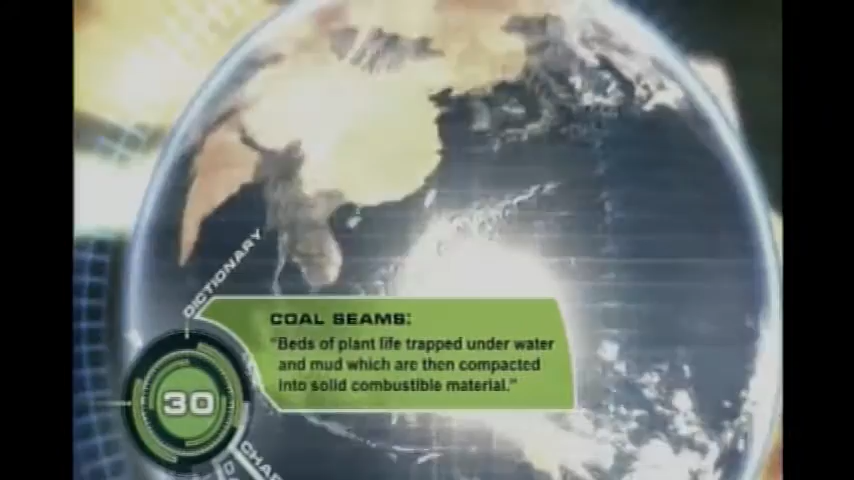 DICTIONARY
COAL SEAMS:
"Beds of plant life trapped under water
and mud which are then compacted
into solid combustible material."
30